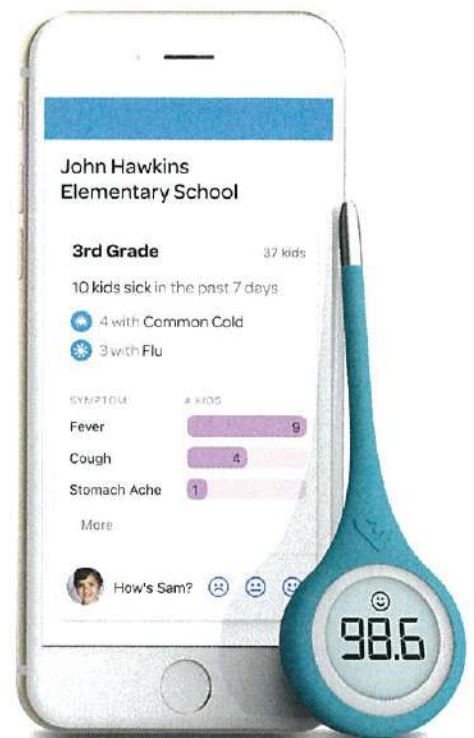 John Hawkins
Elementary School
3rd Grade 37 kids
10 kids sick in the past 7 days
4 with Common Cold
3 with Flu
SYMPTOM # KIDS
Fever 9
Cough 4
Stomach Ache 1
More
How's Sam?
98.6